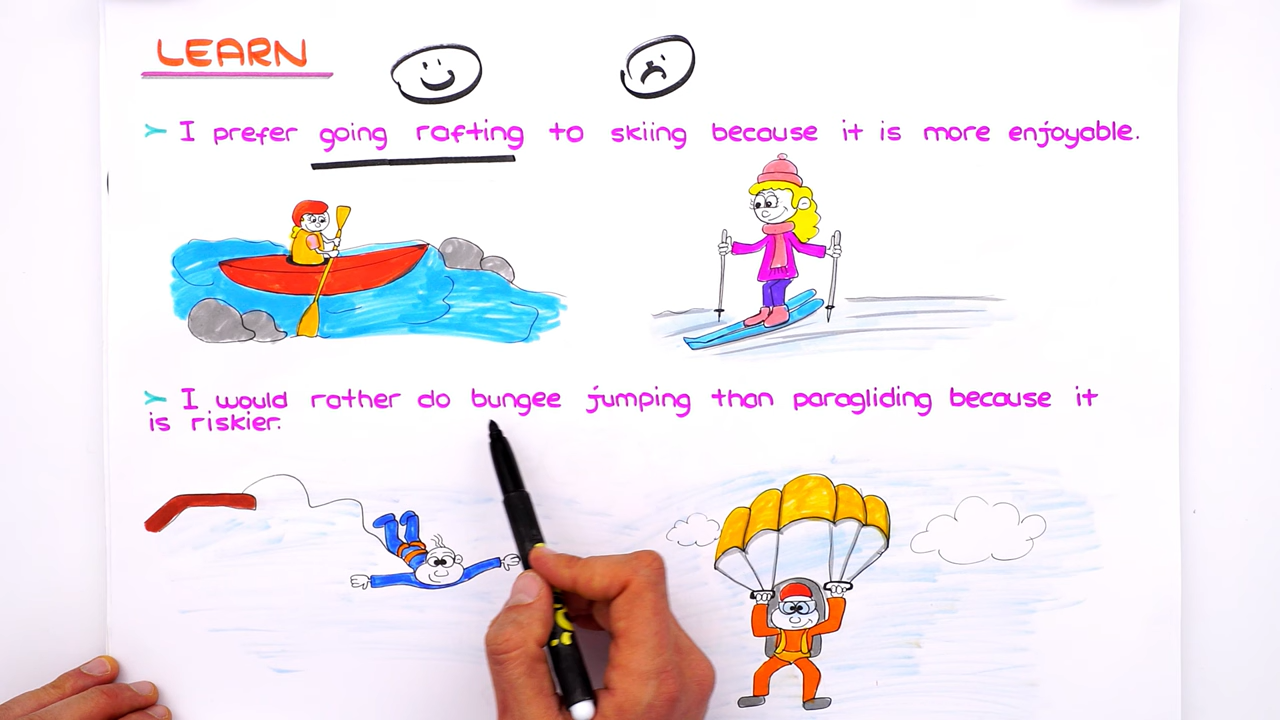 LEARN
I prefer going rafting to skiing because it is more enjoyable.
I would rather do bungee jumping than paragliding because it
is riskier.